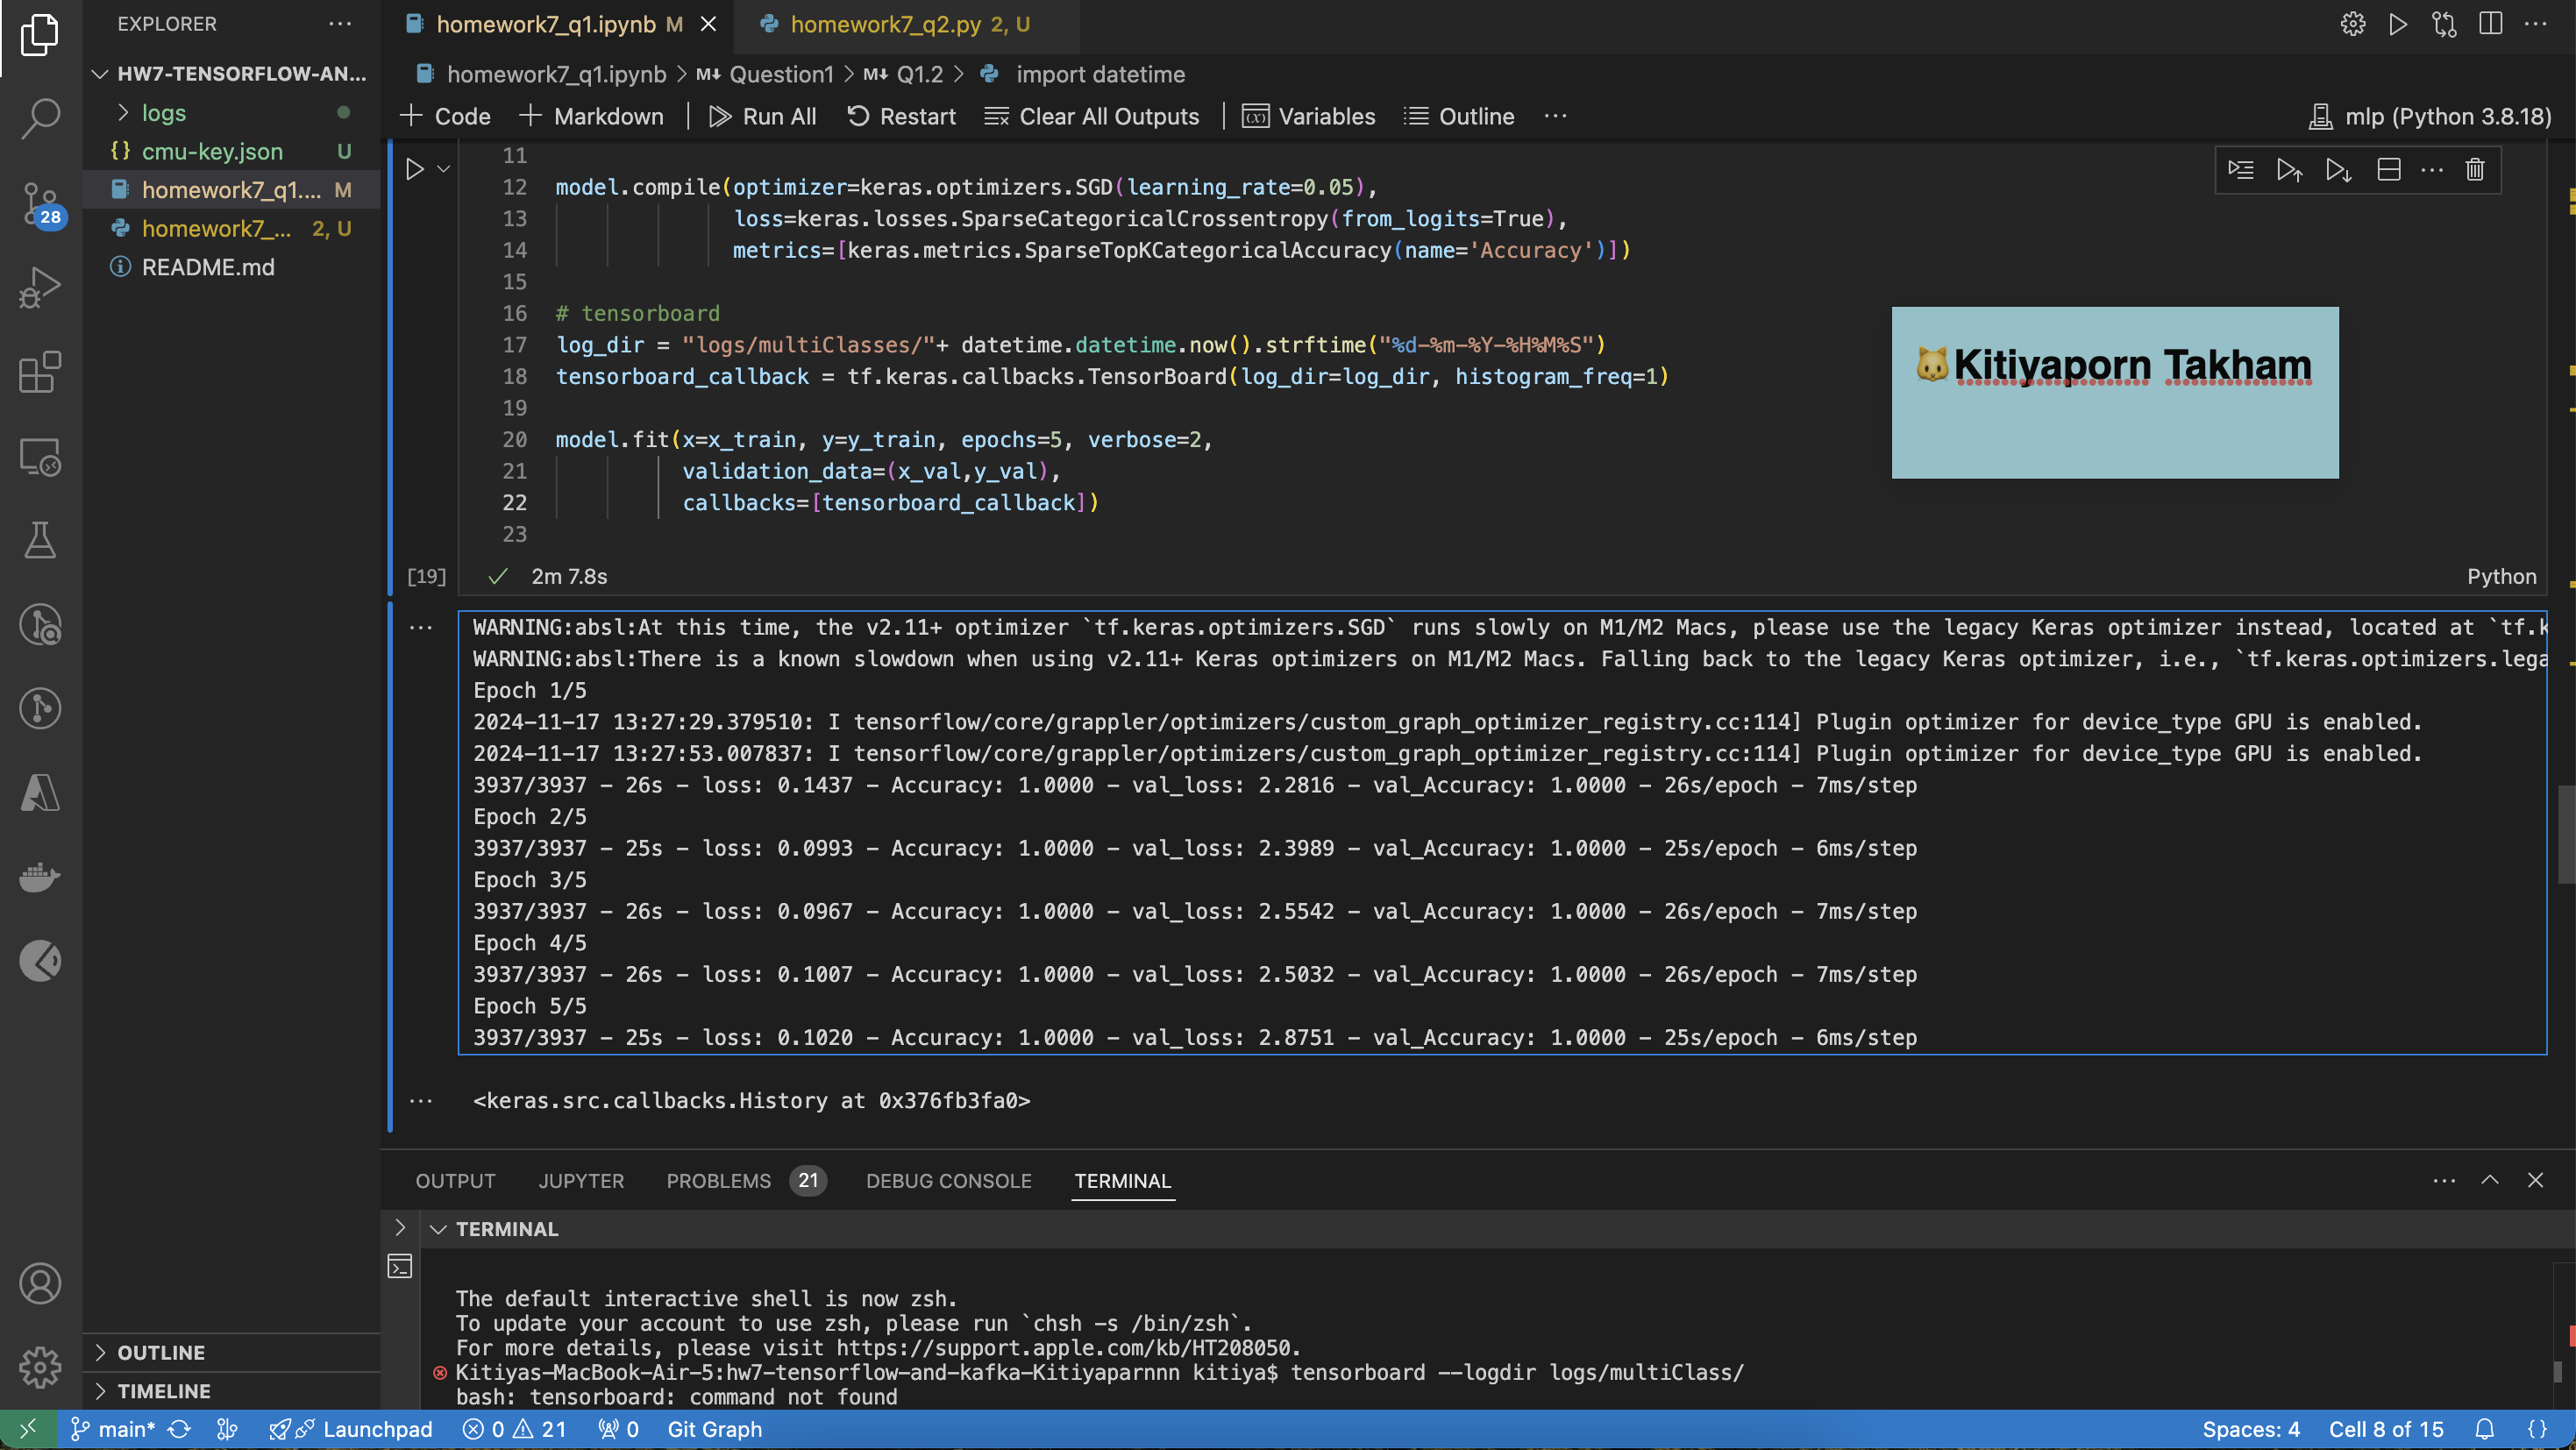 EXPLORER
HW7-TENSORFLOW-AN...
logs
cmu-key.json U
homework7_q1.... M
homework7_... 2, U
README.md
28
OUTLINE
TIMELINE
homework7_q1.ipynb M
homework7_q2.py 2, U
homework7_q1.ipynb > M↓ Question1 > M↓ Q1.2 > import datetime
Code Markdown Run All Restart Clear All Outputs Variables Outline ... mlp (Python 3.8.18)
11
12 model.compile(optimizer=keras.optimizers.SGD(learning_rate=0.05),
13 loss=keras.losses.SparseCategoricalCrossentropy(from_logits=True),
14 metrics=[keras.metrics.SparseTopKCategoricalAccuracy(name='Accuracy')])
15
16 # tensorboard
17 log_dir = "logs/multiClasses/"+ datetime.datetime.now().strftime("%d-%m-%Y-%H%M%S")
18 tensorboard_callback = tf.keras.callbacks.TensorBoard(log_dir=log_dir, histogram_freq=1)
19
20 model.fit(x=x_train, y=y_train, epochs=5, verbose=2,
21 validation_data=(x_val,y_val),
22 callbacks=[tensorboard_callback])
23
🐱Kitiyaporn Takham
[19] 2m 7.8s
Python
WARNING:absl:At this time, the v2.11+ optimizer `tf.keras.optimizers.SGD` runs slowly on M1/M2 Macs, please use the legacy Keras optimizer instead, located at `tf.k
WARNING:absl:There is a known slowdown when using v2.11+ Keras optimizers on M1/M2 Macs. Falling back to the legacy Keras optimizer, i.e., `tf.keras.optimizers.lega
Epoch 1/5
2024-11-17 13:27:29.379510: I tensorflow/core/grappler/optimizers/custom_graph_optimizer_registry.cc:114] Plugin optimizer for device_type GPU is enabled.
2024-11-17 13:27:53.007837: I tensorflow/core/grappler/optimizers/custom_graph_optimizer_registry.cc:114] Plugin optimizer for device_type GPU is enabled.
3937/3937 - 26s - loss: 0.1437 - Accuracy: 1.0000 - val_loss: 2.2816 - val_Accuracy: 1.0000 - 26s/epoch - 7ms/step
Epoch 2/5
3937/3937 - 25s - loss: 0.0993 - Accuracy: 1.0000 - val_loss: 2.3989 - val_Accuracy: 1.0000 - 25s/epoch - 6ms/step
Epoch 3/5
3937/3937 - 26s - loss: 0.0967 - Accuracy: 1.0000 - val_loss: 2.5542 - val_Accuracy: 1.0000 - 26s/epoch - 7ms/step
Epoch 4/5
3937/3937 - 26s - loss: 0.1007 - Accuracy: 1.0000 - val_loss: 2.5032 - val_Accuracy: 1.0000 - 26s/epoch - 7ms/step
Epoch 5/5
3937/3937 - 25s - loss: 0.1020 - Accuracy: 1.0000 - val_loss: 2.8751 - val_Accuracy: 1.0000 - 25s/epoch - 6ms/step
<keras.src.callbacks.History at 0x376fb3fa0>
OUTPUT JUPYTER PROBLEMS 21 DEBUG CONSOLE TERMINAL
TERMINAL
The default interactive shell is now zsh.
To update your account to use zsh, please run `chsh -s /bin/zsh`.
For more details, please visit https://support.apple.com/kb/HT208050.
Kitiyas-MacBook-Air-5:hw7-tensorflow-and-kafka-Kitiyaparnnn kitiya$ tensorboard --logdir logs/multiClass/
bash: tensorboard: command not found
main* Launchpad 0 21 0 Git Graph Spaces: 4 Cell 8 of 15